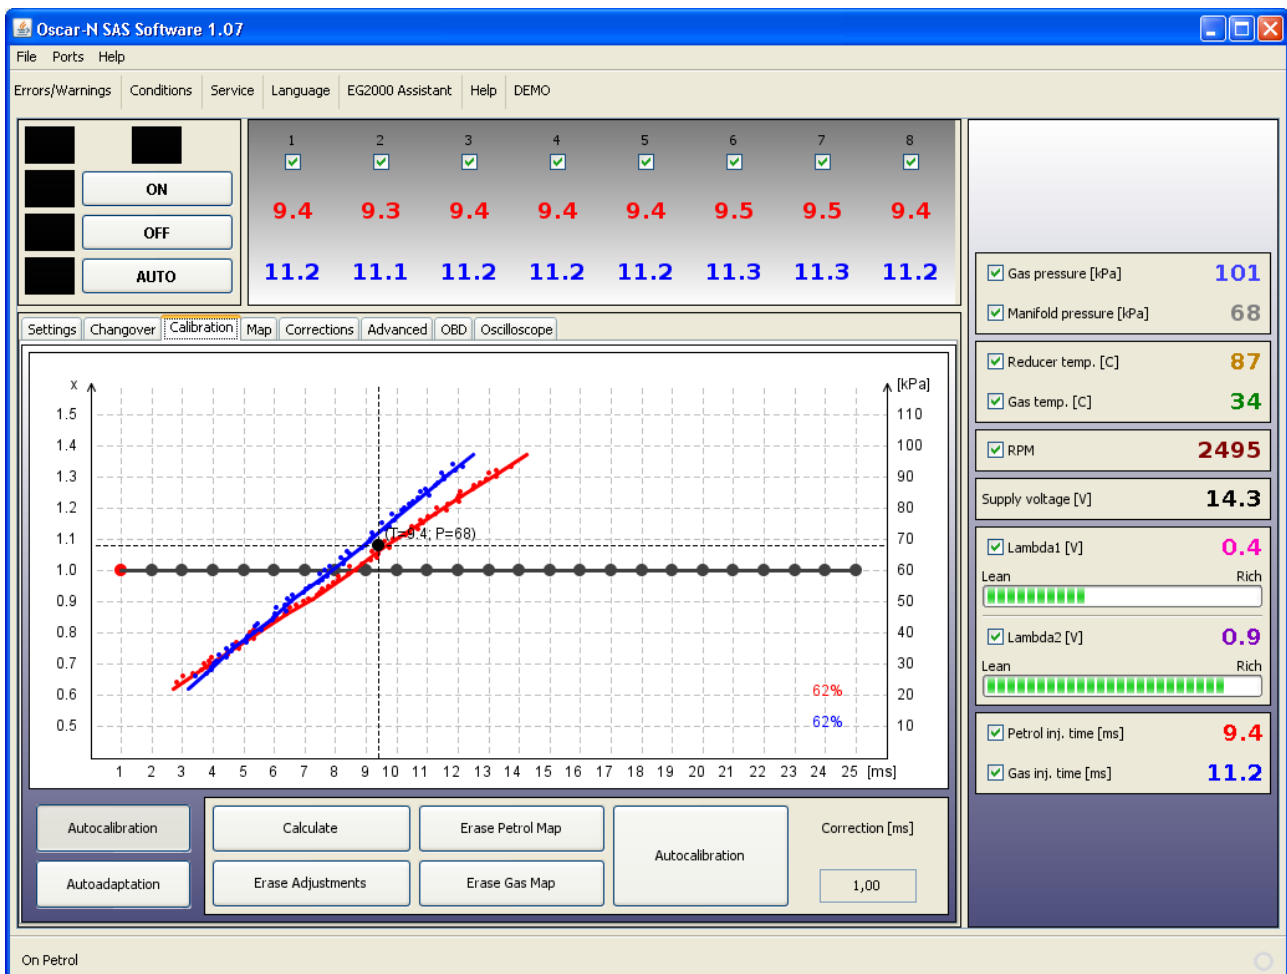 Oscar-N SAS Software 1.07
File Ports Help
Errors/Warnings Conditions Service Language EG2000 Assistant Help DEMO
ON
OFF
AUTO
1 2 3 4 5 6 7 8
9.4 9.3 9.4 9.4 9.4 9.5 9.5 9.4
11.2 11.1 11.2 11.2 11.2 11.3 11.3 11.2
Settings Changover Calibration Map Corrections Advanced OBD Oscilloscope
x [kPa]
1.5 110
1.4 100
1.3 90
1.2 80
(T=9.4; P=68)
1.1 70
1.0 60
0.9 50
0.8 40
0.7 30
62%
0.6 20
62%
0.5 10
1 2 3 4 5 6 7 8 9 10 11 12 13 14 15 16 17 18 19 20 21 22 23 24 25 [ms]
Autocalibration
Autoadaptation
Calculate
Erase Petrol Map
Erase Adjustments
Erase Gas Map
Autocalibration
Correction [ms]
1,00
Gas pressure [kPa] 101
Manifold pressure [kPa] 68
Reducer temp. [C] 87
Gas temp. [C] 34
RPM 2495
Supply voltage [V] 14.3
Lambda1 [V] 0.4
Lean Rich
Lambda2 [V] 0.9
Lean Rich
Petrol inj. time [ms] 9.4
Gas inj. time [ms] 11.2
On Petrol